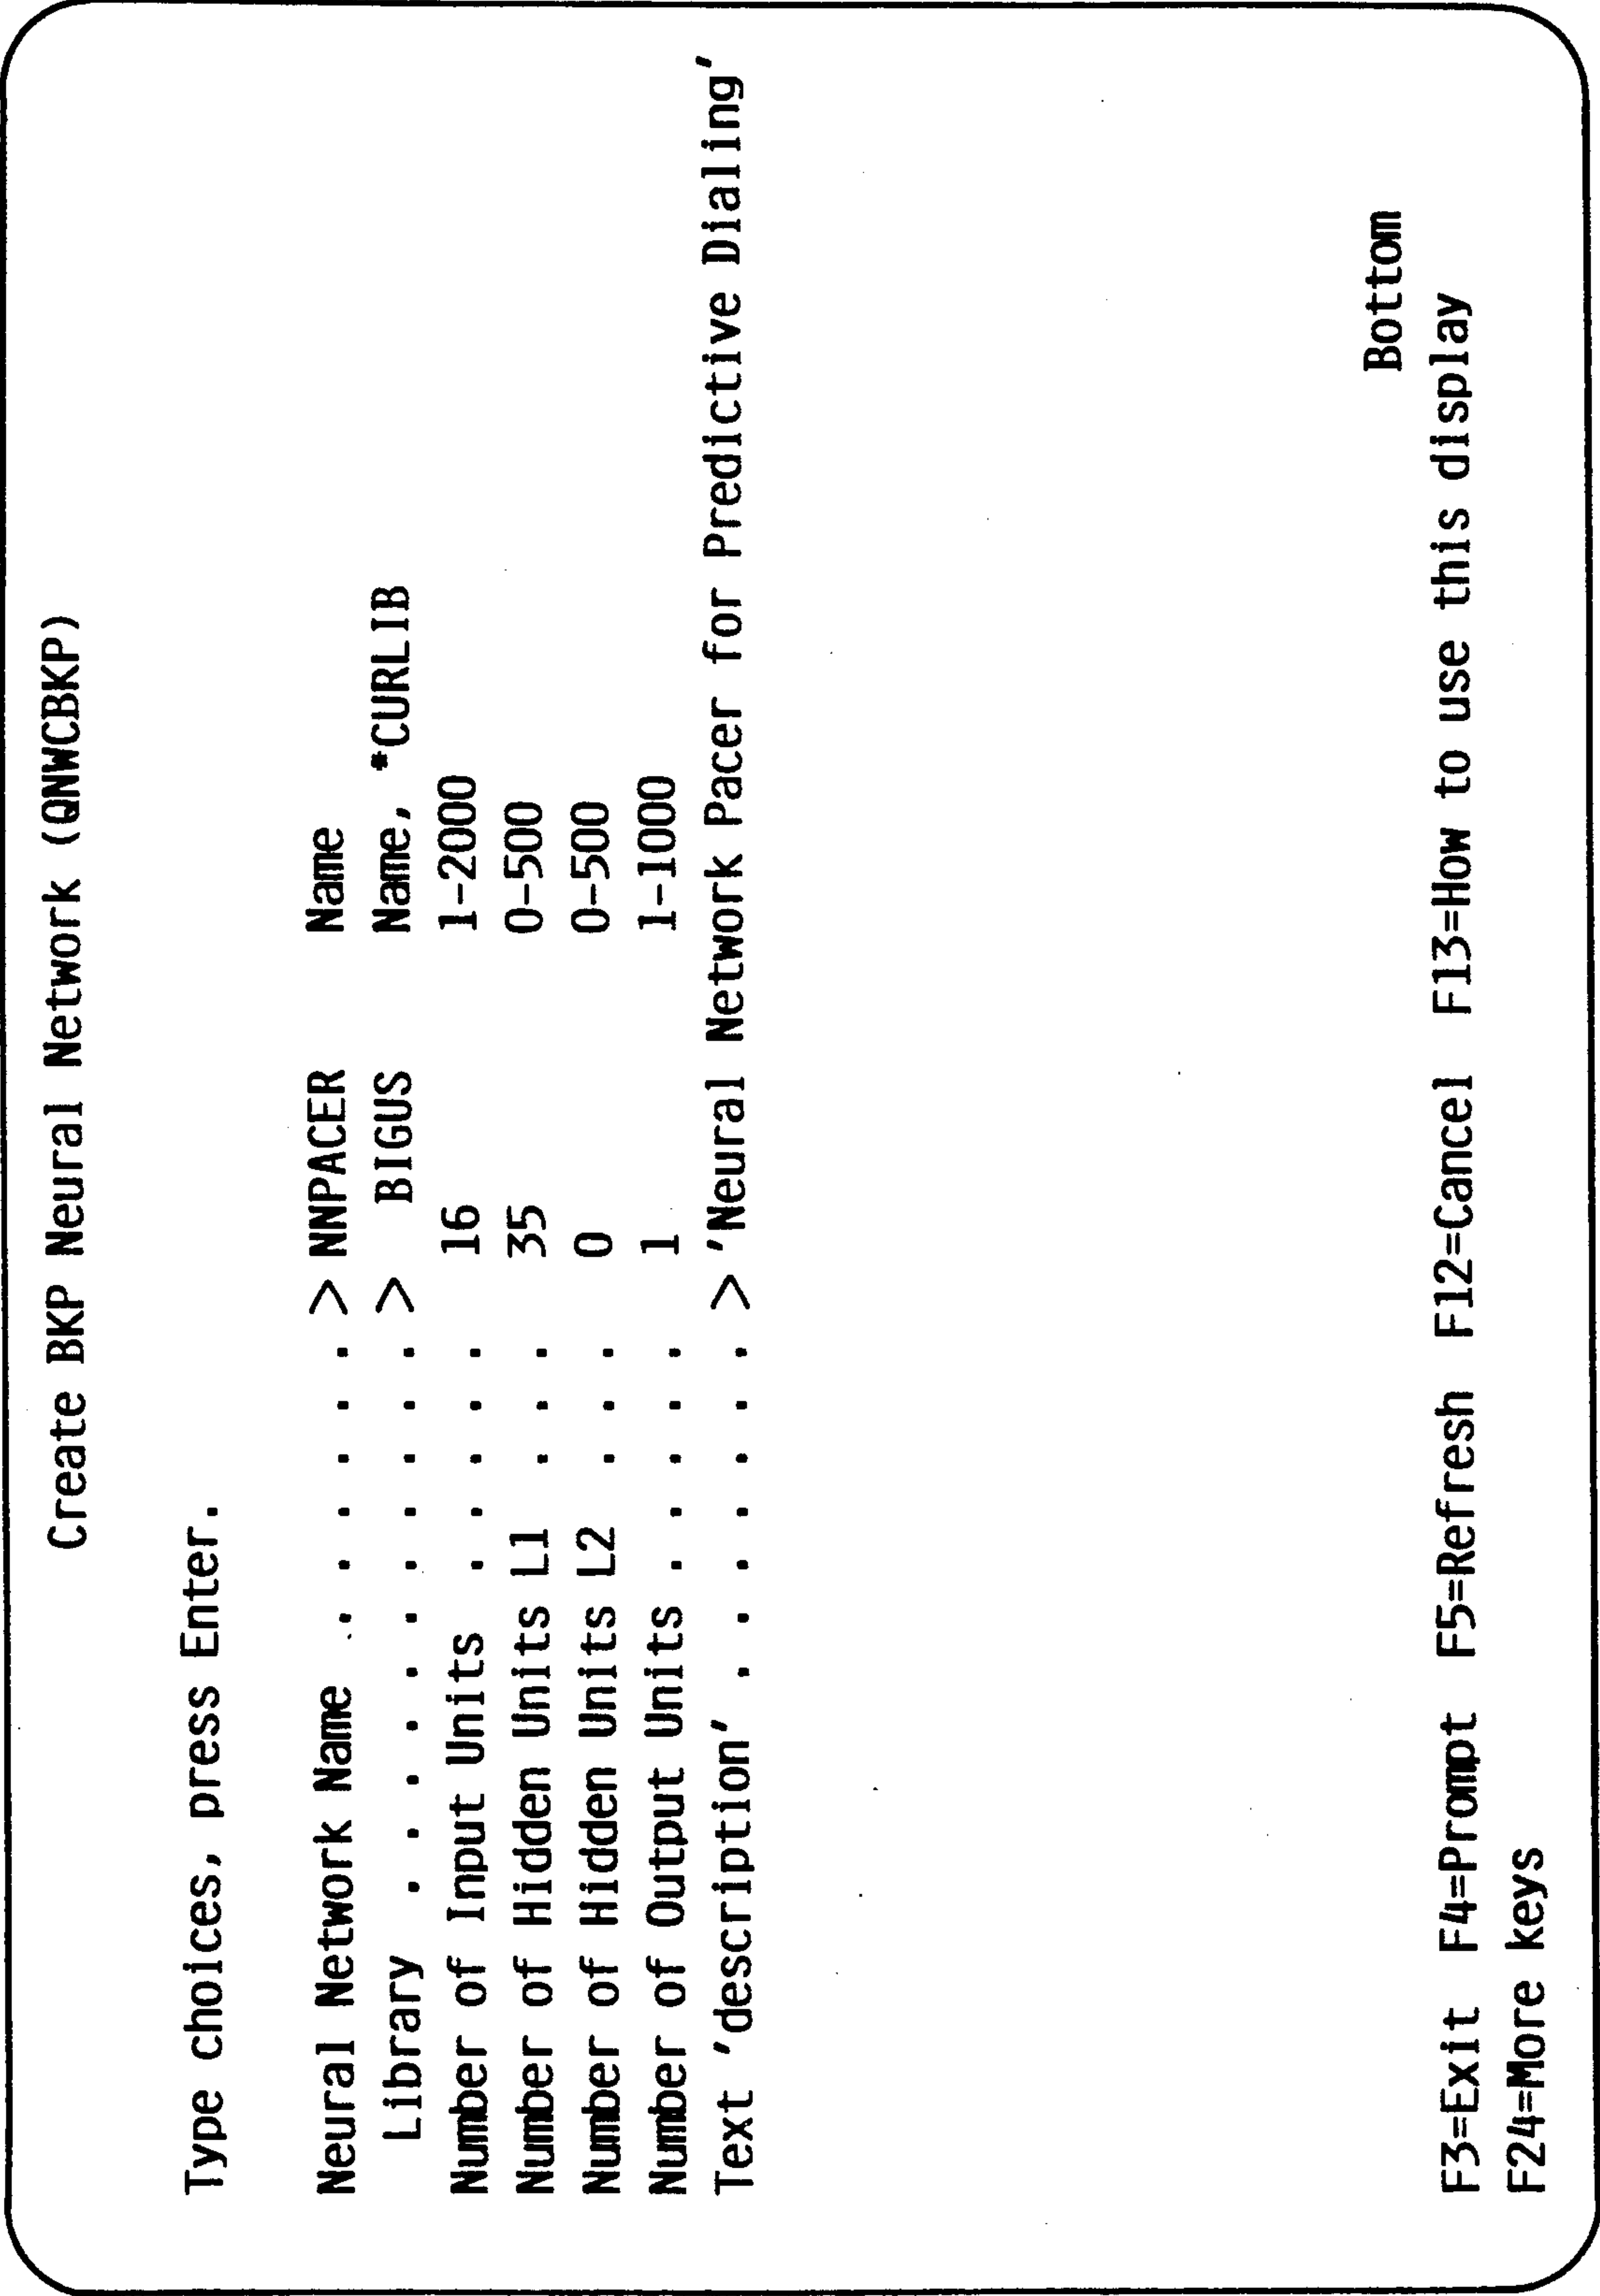 Create BKP Neural Network (QNWCBKP)
Type choices, press Enter.
Neural Network Name . . . . . . . > NNPACER Name
Library . . . . . . . . . . . > BIGUS Name, *CURLIB
Number of Input Units . . . . . 16 1-2000
Number of Hidden Units L1 . . . 35 0-500
Number of Hidden Units L2 . . . 0 0-500
Number of Output Units . . . . . 1 1-1000
Text 'description' . . . . . . . > 'Neural Network Pacer for Predictive Dialing'
Bottom
F3=Exit F4=Prompt F5=Refresh F12=Cancel F13=How to use this display
F24=More keys